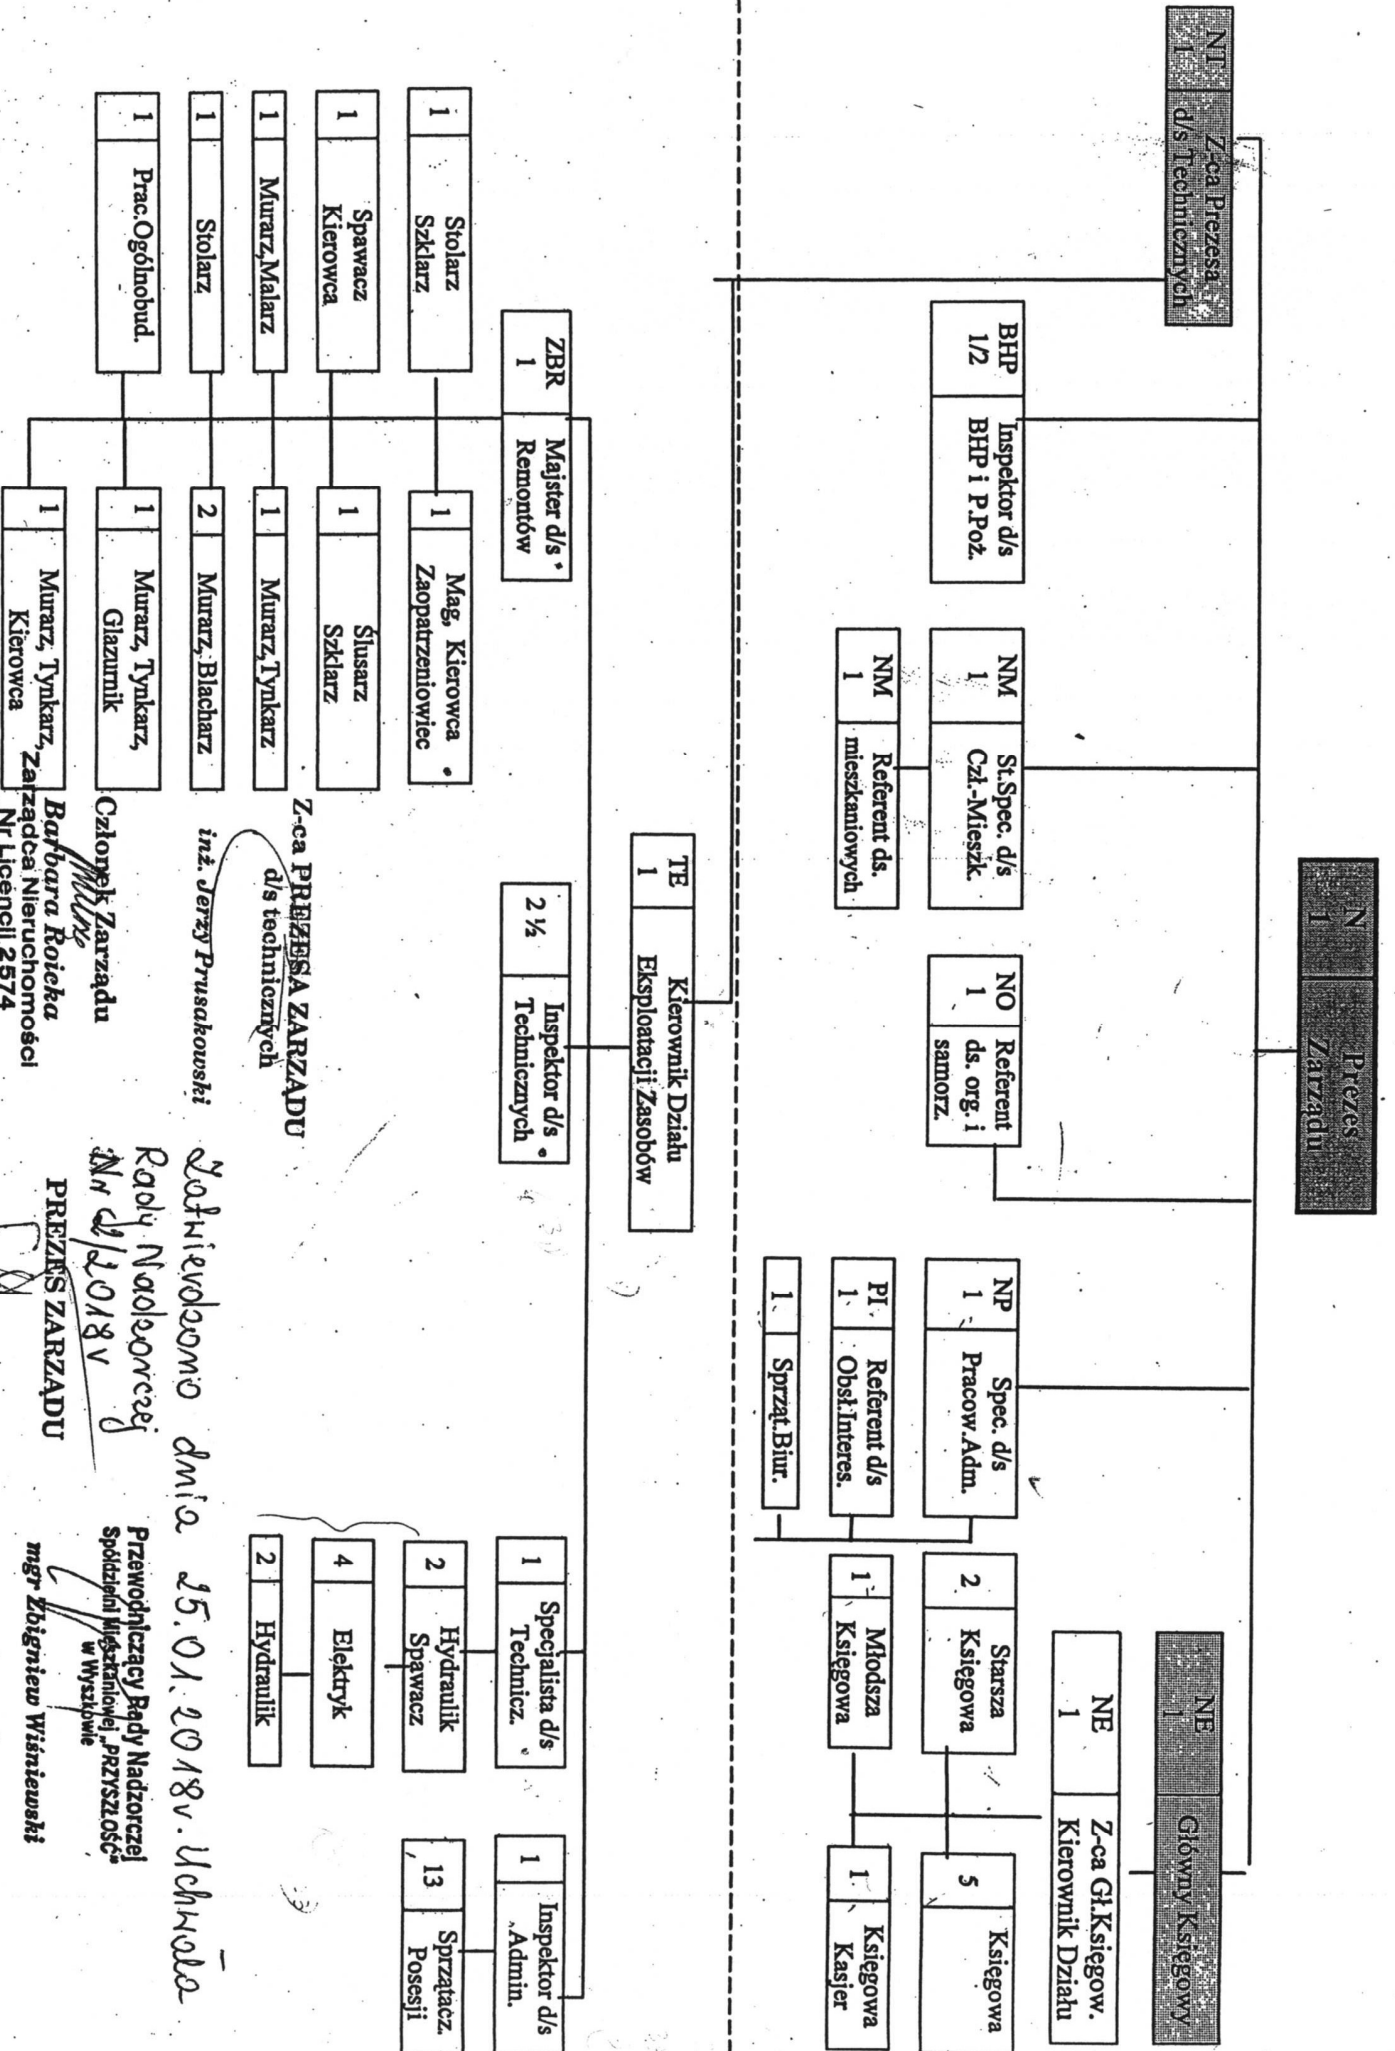 N
1
Prezes
Zarządu
NT
1
Z-ca Prezesa
d/s Technicznych
NE
1
Główny Księgowy
BHP
1/2
Inspektor d/s
BHP i P.Poż.
NM
1
St.Spec. d/s
Czł.-Mieszk.
NM
1
Referent ds.
mieszkaniowych
NO
1
Referent
ds. org. i
samorz.
NP
1
Spec. d/s
Pracow.Adm.
PI
1
Referent d/s
Obsł.Interes.
1
Sprząt.Biur.
NE
1
Z-ca Gł.Księgow.
Kierownik Działu
2
Starsza
Księgowa
5
Księgowa
1
Młodsza
Księgowa
1
Księgowa
Kasjer
TE
1
Kierownik Działu
Eksploatacji Zasobów
ZBR
1
Majster d/s
Remontów
2 ½
Inspektor d/s
Technicznych
1
Specjalista d/s
Technicz.
1
Inspektor d/s
Admin.
1
Stolarz
Szklarz
1
Mag, Kierowca
Zaopatrzeniowiec
2
Hydraulik
Spawacz
13
Sprzątacz.
Posesji
1
Spawacz
Kierowca
1
Ślusarz
Szklarz
4
Elektryk
1
Murarz,Malarz
1
Murarz,Tynkarz
2
Hydraulik
1
Stolarz
2
Murarz, Blacharz
1
Prac.Ogólnobud.
1
Murarz, Tynkarz,
Glazurnik
1
Murarz, Tynkarz,
Kierowca
Z-ca PREZESA ZARZĄDU
d/s technicznych
inż. Jerzy Prusakowski
Członek Zarządu
Barbara Roicka
Zarządca Nieruchomości
Nr Licencji 2574
Zatwierdzono dnia 25.01.2018r. Uchwała
Rady Nadzorczej
Nr /2018r
PREZES ZARZĄDU
Przewodniczący Rady Nadzorczej
Spółdzielni Mieszkaniowej „PRZYSZŁOŚĆ”
w Wyszkowie
mgr Zbigniew Wiśniewski